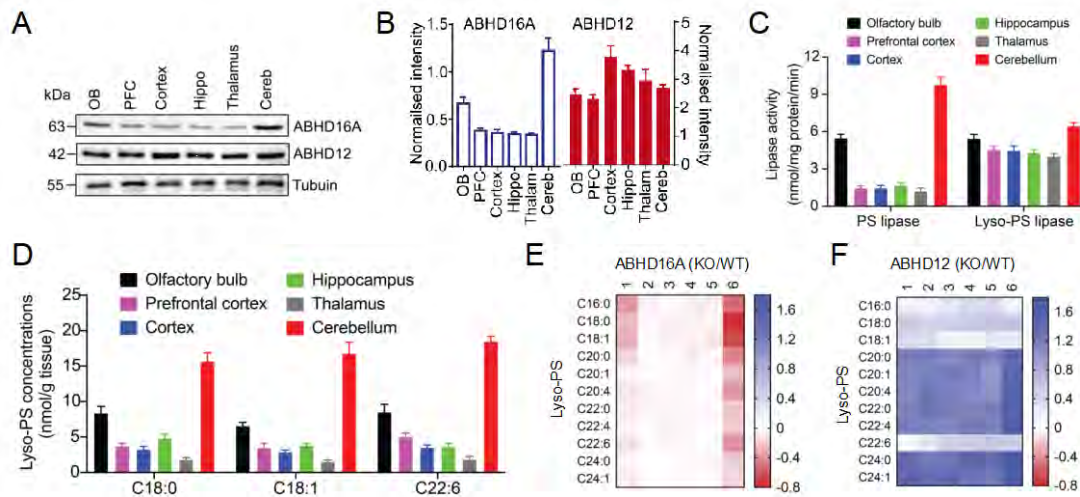 A
kDa
OB
PFC
Cortex
Hippo
Thalamus
Cereb
63
ABHD16A
42
ABHD12
55
Tubuin
B
ABHD16A
ABHD12
Normalised intensity
1.5
1.0
0.5
0.0
OB
PFC
Cortex
Hippo
Thalam
Cereb
OB
PFC
Cortex
Hippo
Thalam
Cereb
5
4
3
2
1
0
Normalised intensity
C
Olfactory bulb
Prefrontal cortex
Cortex
Hippocampus
Thalamus
Cerebellum
Lipase activity
(nmol/mg protein/min)
12
9
6
3
0
PS lipase
Lyso-PS lipase
D
Olfactory bulb
Prefrontal cortex
Cortex
Hippocampus
Thalamus
Cerebellum
Lyso-PS concentrations
(nmol/g tissue)
25
20
15
10
5
0
C18:0
C18:1
C22:6
E
ABHD16A (KO/WT)
1 2 3 4 5 6
Lyso-PS
C16:0
C18:0
C18:1
C20:0
C20:1
C20:4
C22:0
C22:4
C22:6
C24:0
C24:1
1.6
1.2
0.8
0.4
0
-0.4
-0.8
F
ABHD12 (KO/WT)
1 2 3 4 5 6
Lyso-PS
C16:0
C18:0
C18:1
C20:0
C20:1
C20:4
C22:0
C22:4
C22:6
C24:0
C24:1
1.6
1.2
0.8
0.4
0
-0.4
-0.8